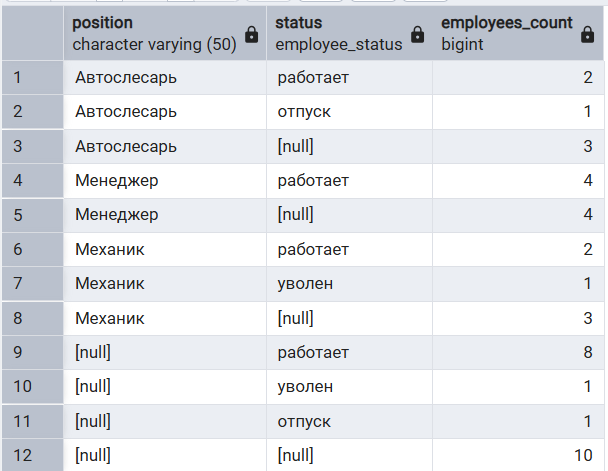 position status employees_count
character varying (50) employee_status bigint
1 Автослесарь работает 2
2 Автослесарь отпуск 1
3 Автослесарь [null] 3
4 Менеджер работает 4
5 Менеджер [null] 4
6 Механик работает 2
7 Механик уволен 1
8 Механик [null] 3
9 [null] работает 8
10 [null] уволен 1
11 [null] отпуск 1
12 [null] [null] 10